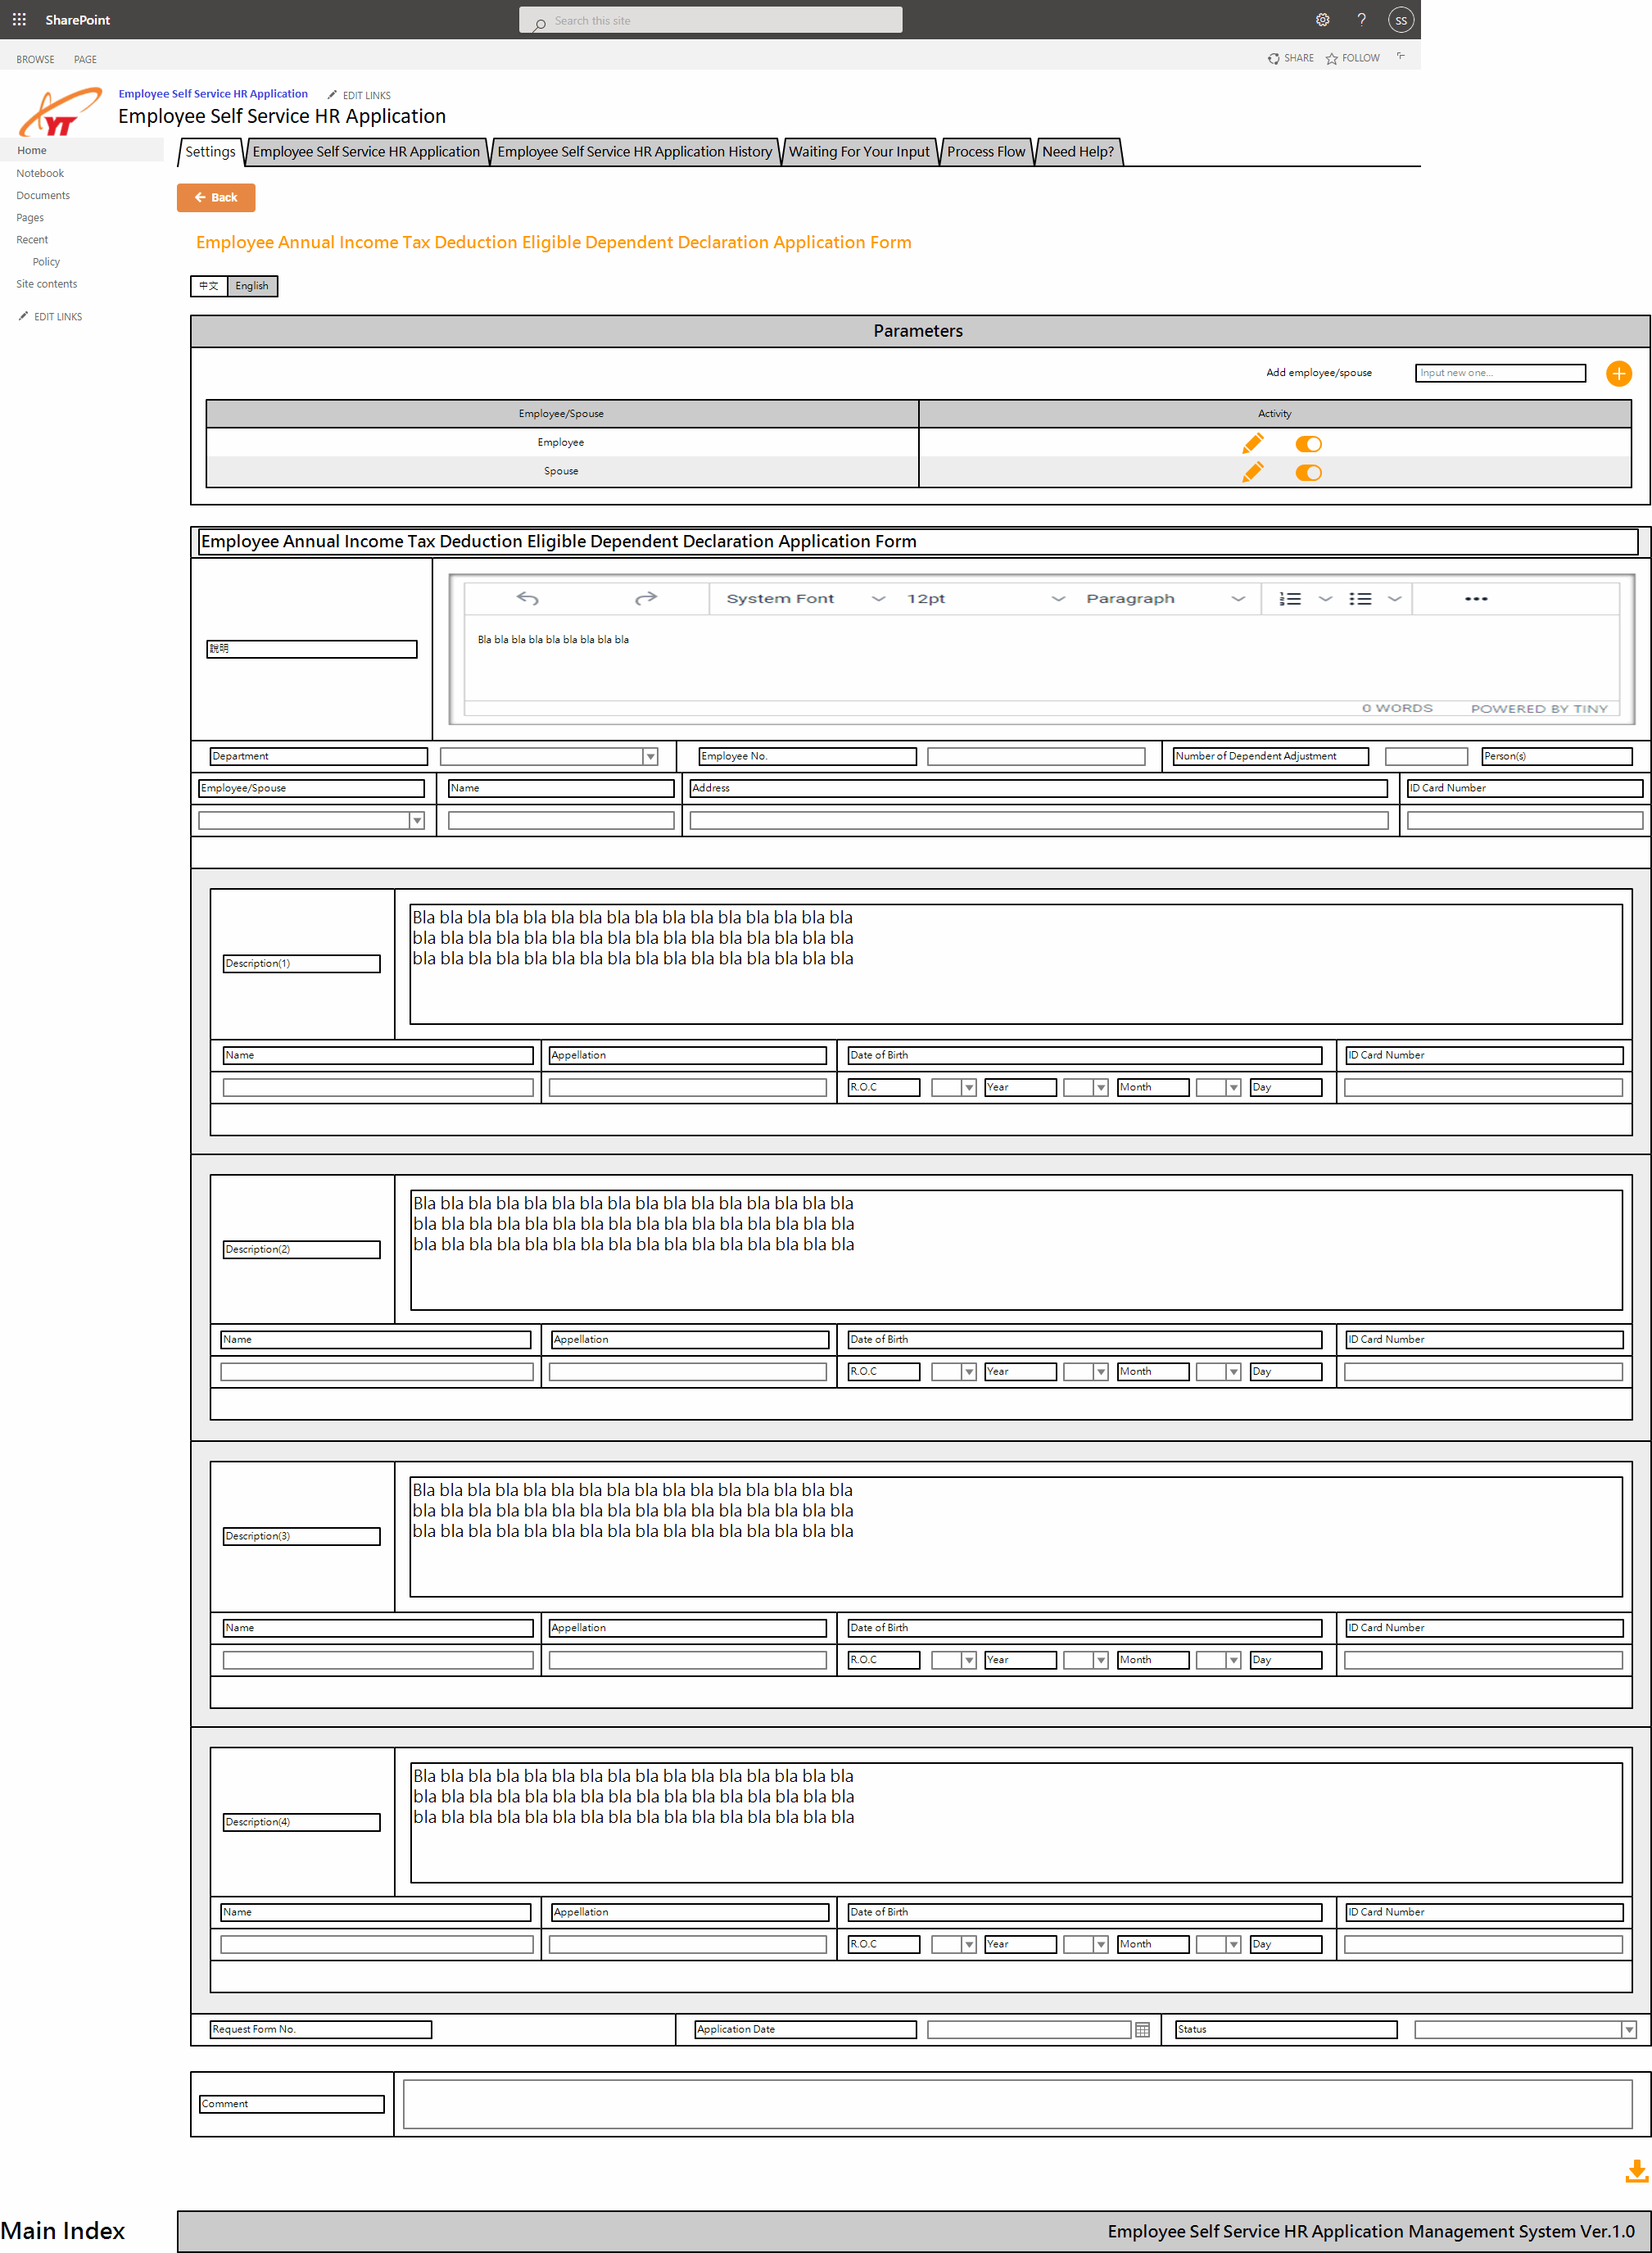 SharePoint
Search this site
?
SS
BROWSE PAGE
SHARE FOLLOW
YT
Employee Self Service HR Application EDIT LINKS
Employee Self Service HR Application
Home
Notebook
Documents
Pages
Recent
Policy
Site contents
EDIT LINKS
Settings Employee Self Service HR Application Employee Self Service HR Application History Waiting For Your Input Process Flow Need Help?
Back
Employee Annual Income Tax Deduction Eligible Dependent Declaration Application Form
中文 English
Parameters
Add employee/spouse Input new one...
Employee/Spouse Activity
Employee
Spouse
Employee Annual Income Tax Deduction Eligible Dependent Declaration Application Form
System Font 12pt Paragraph
說明
Bla bla bla bla bla bla bla bla bla
0 WORDS POWERED BY TINY
Department Employee No. Number of Dependent Adjustment Person(s)
Employee/Spouse Name Address ID Card Number
Description(1)
Bla bla bla bla bla bla bla bla bla bla bla bla bla bla bla bla
bla bla bla bla bla bla bla bla bla bla bla bla bla bla bla bla
bla bla bla bla bla bla bla bla bla bla bla bla bla bla bla bla
Name Appellation Date of Birth ID Card Number
R.O.C Year Month Day
Description(2)
Bla bla bla bla bla bla bla bla bla bla bla bla bla bla bla bla
bla bla bla bla bla bla bla bla bla bla bla bla bla bla bla bla
bla bla bla bla bla bla bla bla bla bla bla bla bla bla bla bla
Name Appellation Date of Birth ID Card Number
R.O.C Year Month Day
Description(3)
Bla bla bla bla bla bla bla bla bla bla bla bla bla bla bla bla
bla bla bla bla bla bla bla bla bla bla bla bla bla bla bla bla
bla bla bla bla bla bla bla bla bla bla bla bla bla bla bla bla
Name Appellation Date of Birth ID Card Number
R.O.C Year Month Day
Description(4)
Bla bla bla bla bla bla bla bla bla bla bla bla bla bla bla bla
bla bla bla bla bla bla bla bla bla bla bla bla bla bla bla bla
bla bla bla bla bla bla bla bla bla bla bla bla bla bla bla bla
Name Appellation Date of Birth ID Card Number
R.O.C Year Month Day
Request Form No. Application Date Status
Comment
Main Index
Employee Self Service HR Application Management System Ver.1.0